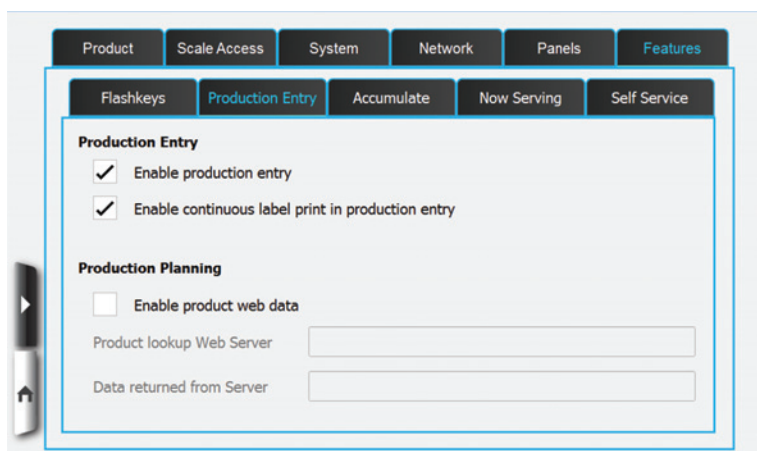 Product Scale Access System Network Panels Features
Flashkeys Production Entry Accumulate Now Serving Self Service
Production Entry
Enable production entry
Enable continuous label print in production entry
Production Planning
Enable product web data
Product lookup Web Server
Data returned from Server